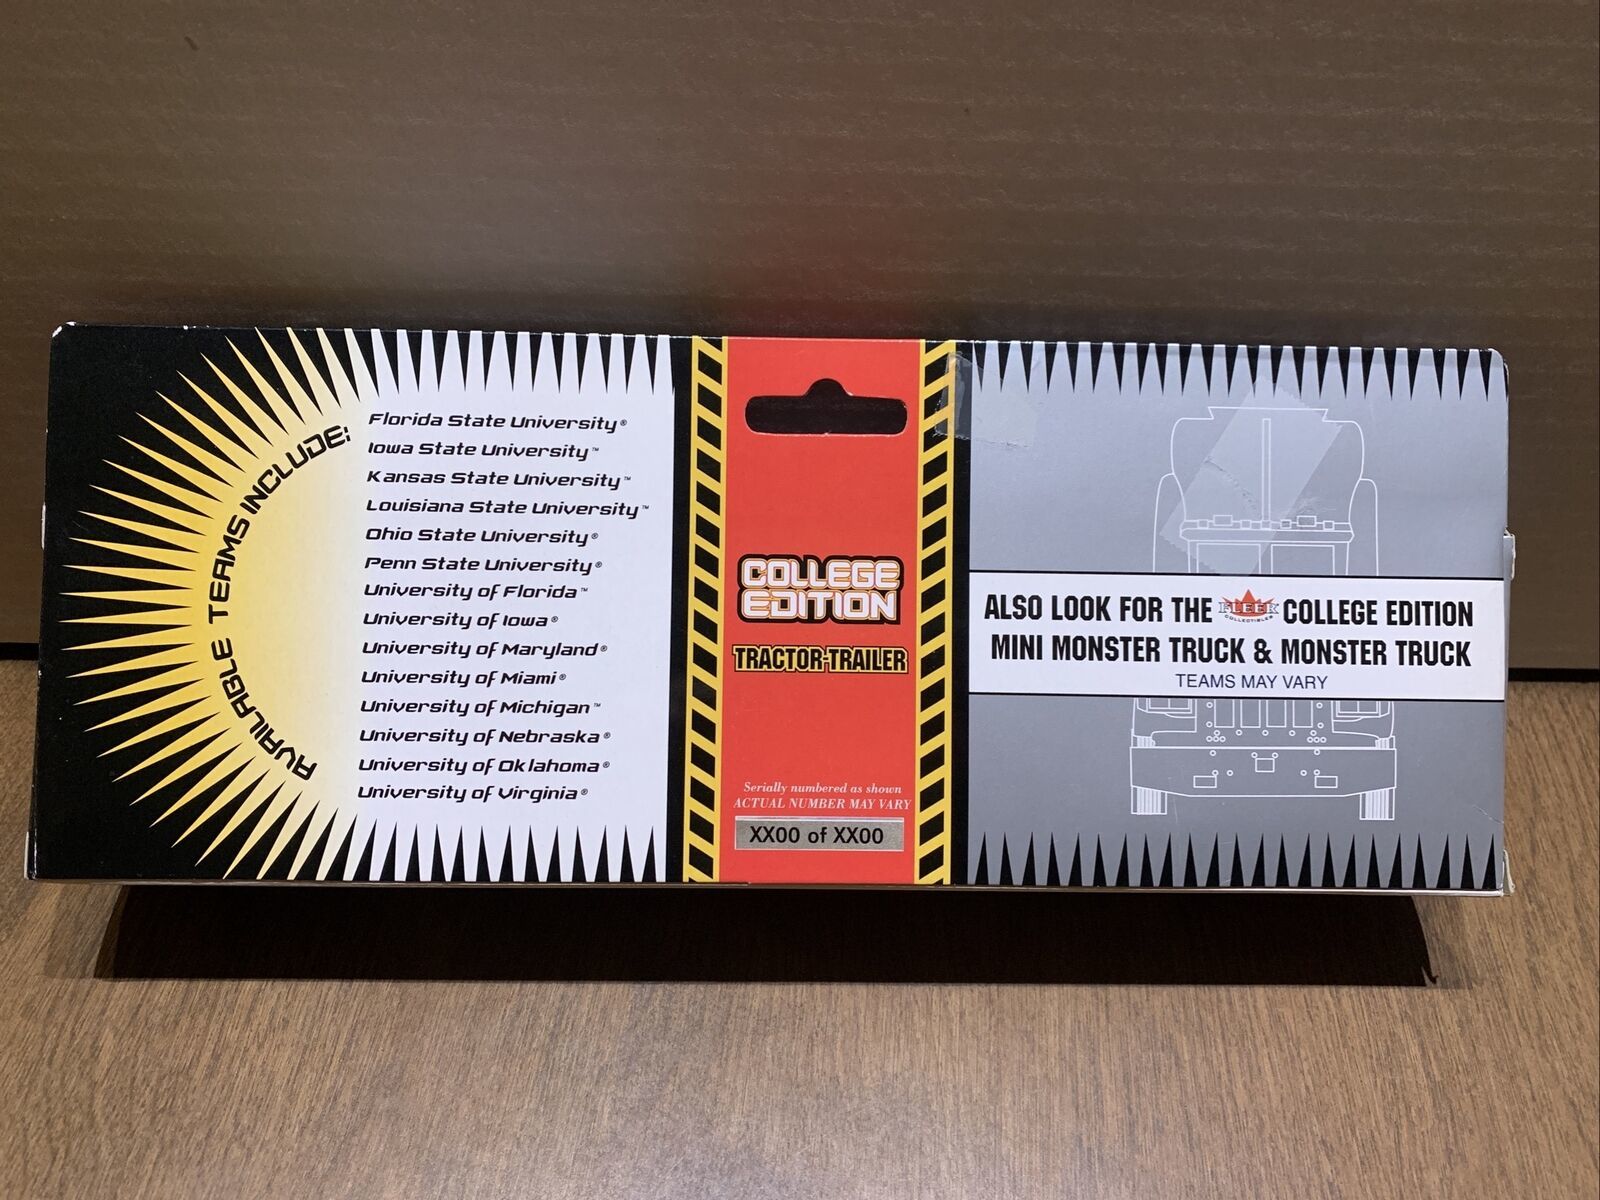 AVAILABLE TEAMS INCLUDE:
Florida State University®
Iowa State University™
Kansas State University™
Louisiana State University™
Ohio State University®
Penn State University®
University of Florida™
University of Iowa®
University of Maryland®
University of Miami®
University of Michigan™
University of Nebraska®
University of Oklahoma®
University of Virginia®
COLLEGE
EDITION
TRACTOR-TRAILER
Serially numbered as shown
ACTUAL NUMBER MAY VARY
XX00 of XX00
ALSO LOOK FOR THE FLEER COLLECTIBLES COLLEGE EDITION
MINI MONSTER TRUCK & MONSTER TRUCK
TEAMS MAY VARY